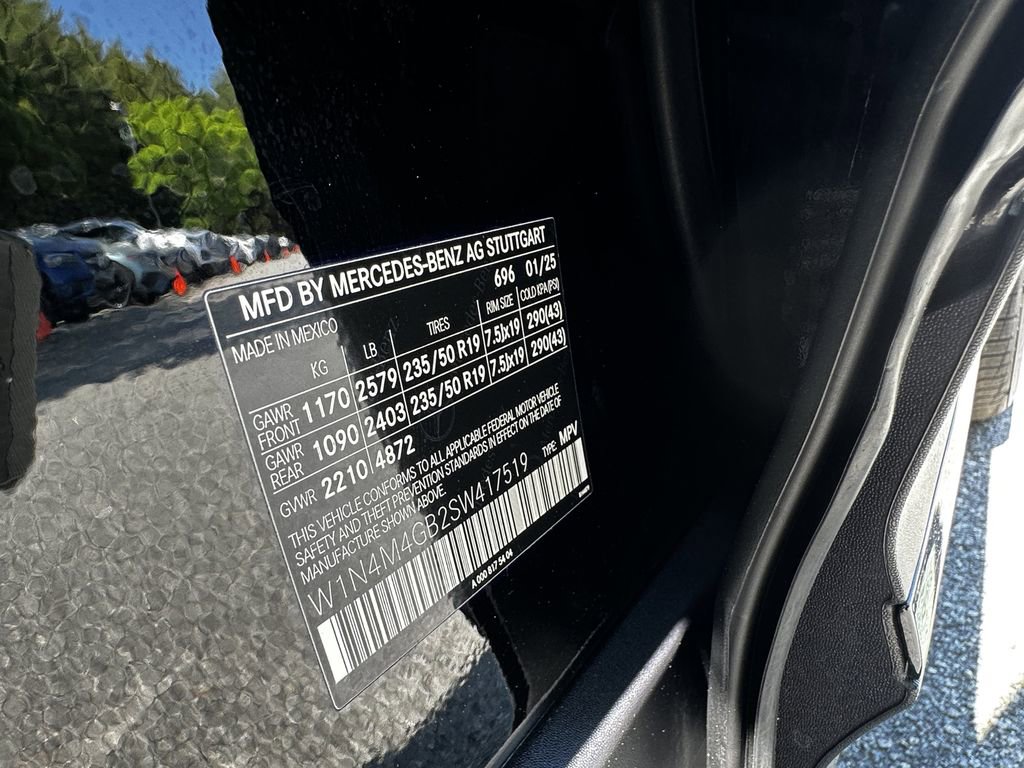 MFD BY MERCEDES-BENZ AG STUTTGART
MADE IN MEXICO 696 01/25
KG LB TIRES RIM SIZE COLD KPA(PSI)
GAWR FRONT 1170 2579 235/50 R19 7.5Jx19 290(43)
GAWR REAR 1090 2403 235/50 R19 7.5Jx19 290(43)
GVWR 2210 4872
THIS VEHICLE CONFORMS TO ALL APPLICABLE FEDERAL MOTOR VEHICLE
SAFETY AND THEFT PREVENTION STANDARDS IN EFFECT ON THE DATE OF
MANUFACTURE SHOWN ABOVE.
W1N4M4GB2SW417519 TYPE: MPV
A 000 817 54 04